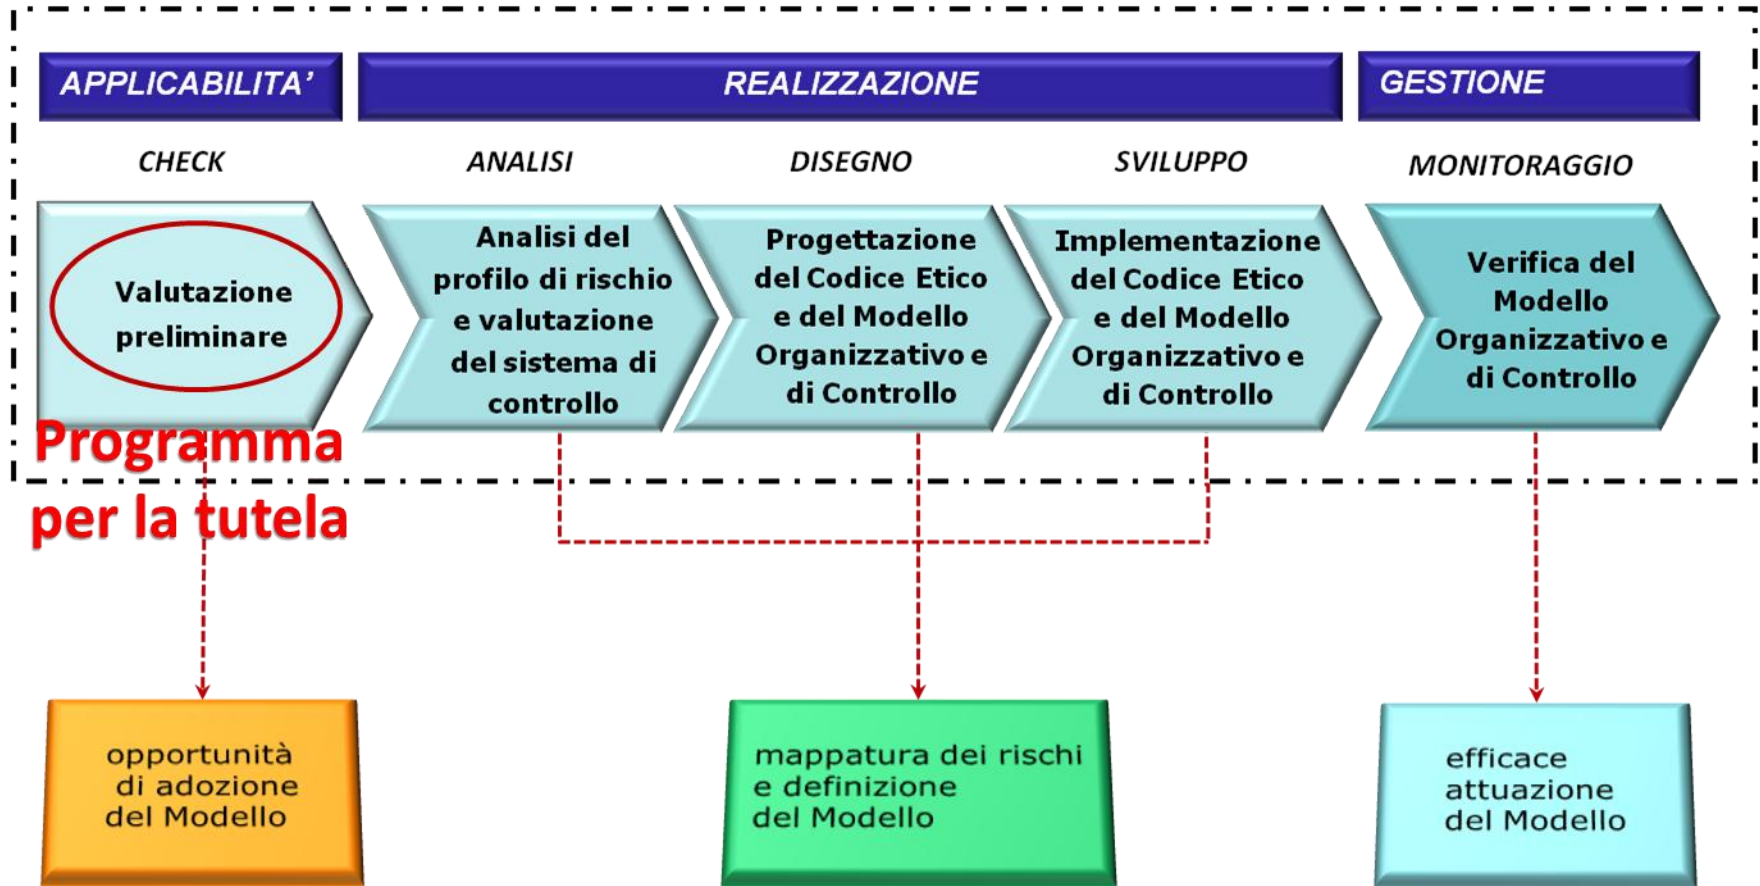 APPLICABILITA’
REALIZZAZIONE
GESTIONE
CHECK
ANALISI
DISEGNO
SVILUPPO
MONITORAGGIO
Valutazione
preliminare
Analisi del
profilo di rischio
e valutazione
del sistema di
controllo
Progettazione
del Codice Etico
e del Modello
Organizzativo e
di Controllo
Implementazione
del Codice Etico
e del Modello
Organizzativo e
di Controllo
Verifica del
Modello
Organizzativo e
di Controllo
Programma
per la tutela
opportunità
di adozione
del Modello
mappatura dei rischi
e definizione
del Modello
efficace
attuazione
del Modello